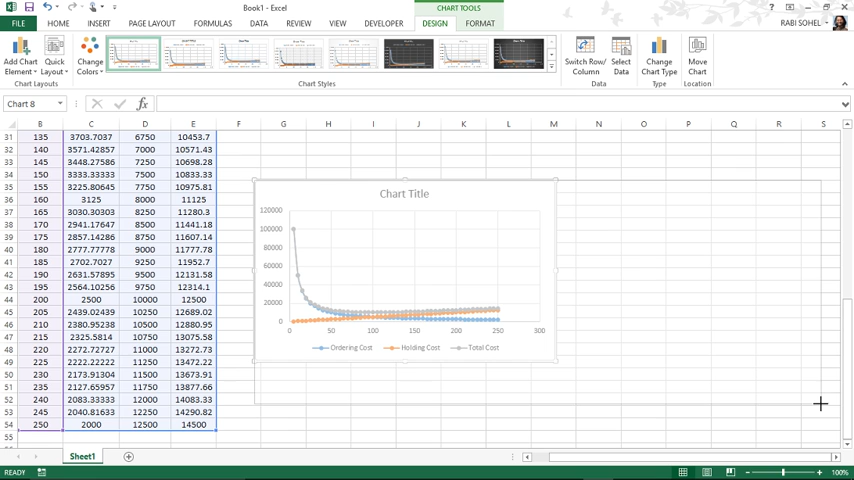 Book1 - Excel
CHART TOOLS
FILE HOME INSERT PAGE LAYOUT FORMULAS DATA REVIEW VIEW DEVELOPER DESIGN FORMAT RABI SOHEL
Add Chart Element Quick Layout Change Colors Switch Row/ Column Select Data Change Chart Type Move Chart
Chart Layouts Chart Styles Data Type Location
Chart 8 fx
B C D E F G H I J K L M N O P Q R S
31 135 3703.7037 6750 10453.7
32 140 3571.42857 7000 10571.43
33 145 3448.27586 7250 10698.28
34 150 3333.33333 7500 10833.33
35 155 3225.80645 7750 10975.81
36 160 3125 8000 11125
37 165 3030.30303 8250 11280.3
38 170 2941.17647 8500 11441.18
39 175 2857.14286 8750 11607.14
40 180 2777.77778 9000 11777.78
41 185 2702.7027 9250 11952.7
42 190 2631.57895 9500 12131.58
43 195 2564.10256 9750 12314.1
44 200 2500 10000 12500
45 205 2439.02439 10250 12689.02
46 210 2380.95238 10500 12880.95
47 215 2325.5814 10750 13075.58
48 220 2272.72727 11000 13272.73
49 225 2222.22222 11250 13472.22
50 230 2173.91304 11500 13673.91
51 235 2127.65957 11750 13877.66
52 240 2083.33333 12000 14083.33
53 245 2040.81633 12250 14290.82
54 250 2000 12500 14500
55
Chart Title
120000
100000
80000
60000
40000
20000
0
0 50 100 150 200 250 300
Ordering Cost Holding Cost Total Cost
Sheet1
READY 100%